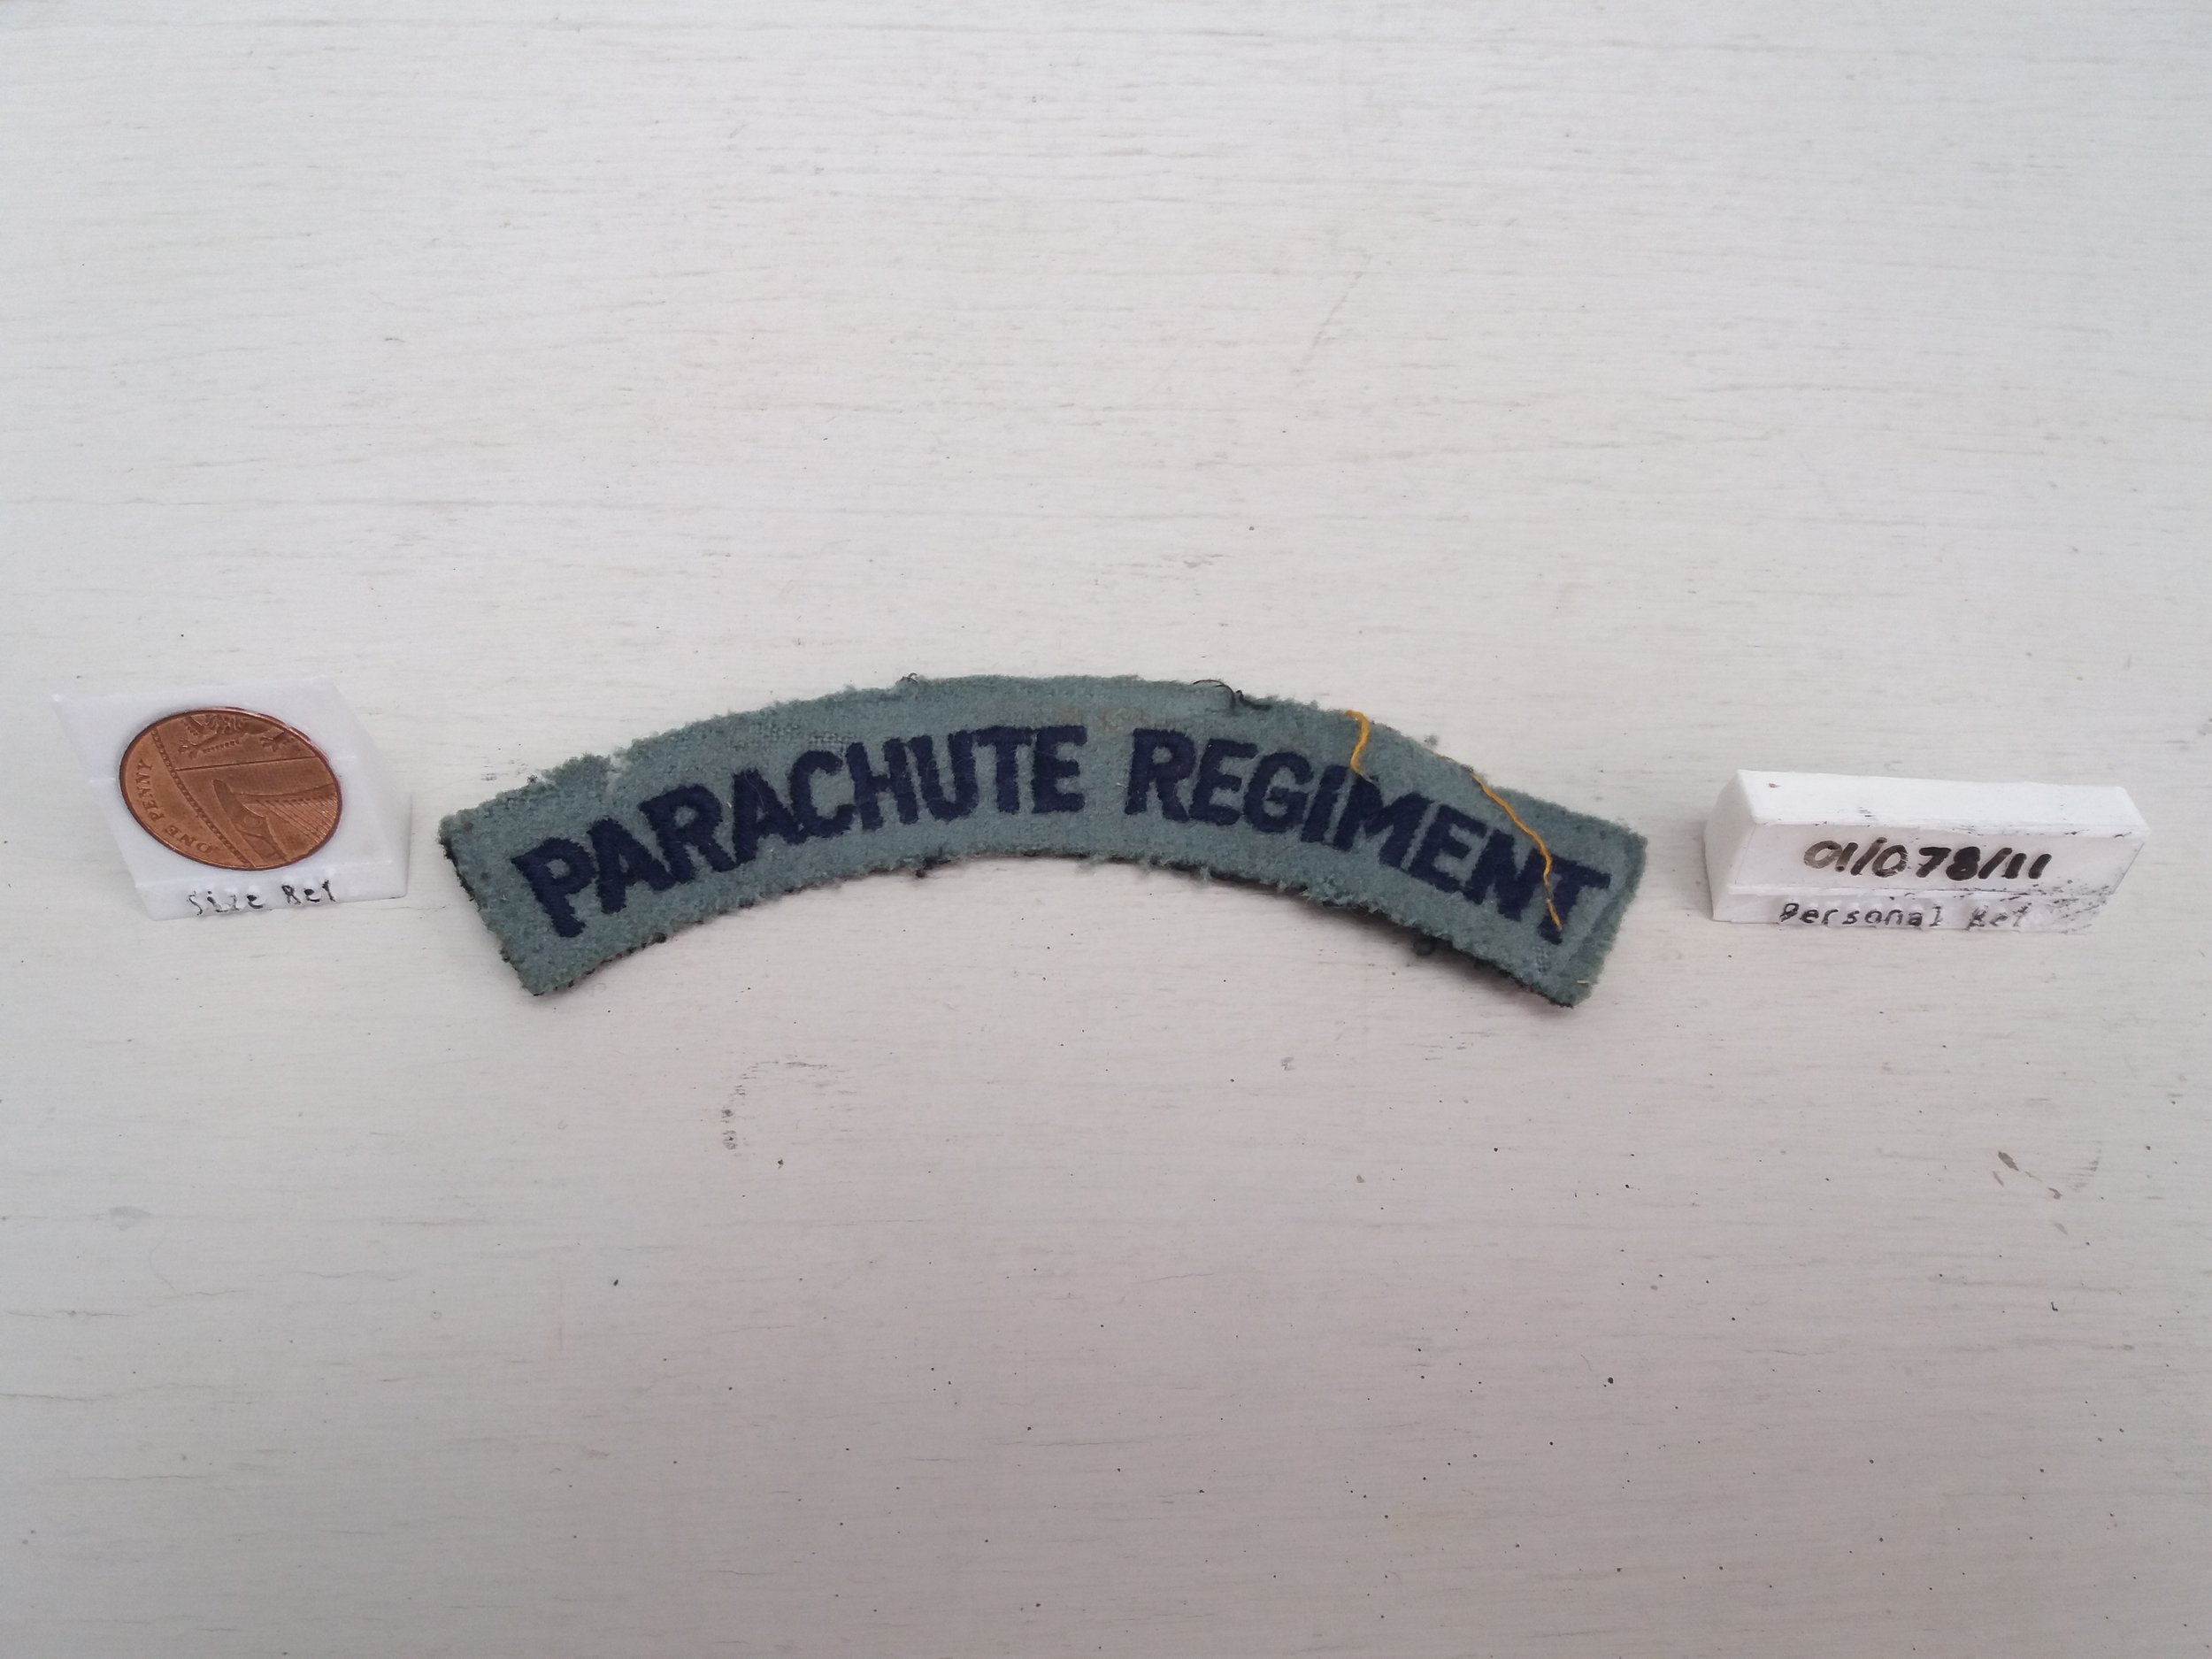 ONE PENNY
Size Ref
PARACHUTE REGIMENT
01/078/11
Personal Ref